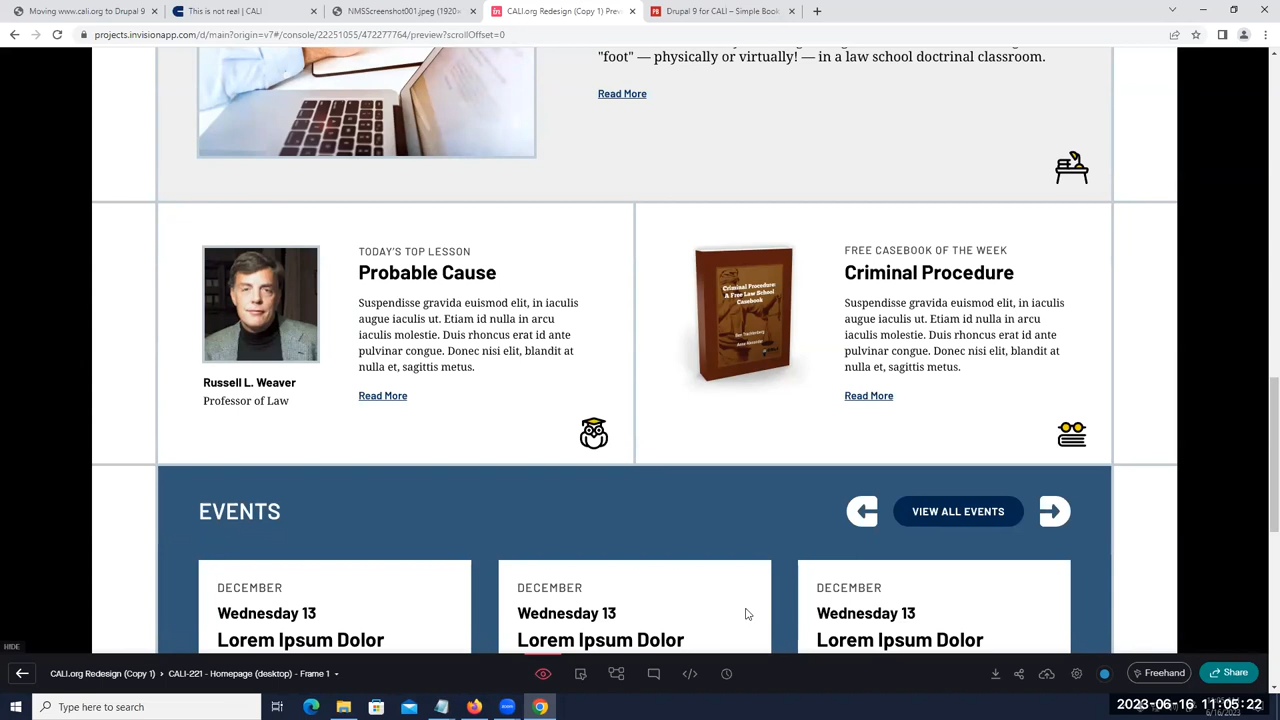 Moving www.cali.org to Drupal 9
T is not real | CALI
NMSScreenshot001.jpeg (1920×
CALI.org Redesign (Copy 1) Prev
Drupal 9 for CALI – Simple Book
projects.invisionapp.com/d/main?origin=v7#/console/22251055/472277764/preview?scrollOffset=0
"foot" — physically or virtually! — in a law school doctrinal classroom.
Read More
TODAY'S TOP LESSON
Probable Cause
Suspendisse gravida euismod elit, in iaculis
augue iaculis ut. Etiam id nulla in arcu
iaculis molestie. Duis rhoncus erat id ante
pulvinar congue. Donec nisi elit, blandit at
nulla et, sagittis metus.
Read More
Russell L. Weaver
Professor of Law
FREE CASEBOOK OF THE WEEK
Criminal Procedure
Suspendisse gravida euismod elit, in iaculis
augue iaculis ut. Etiam id nulla in arcu
iaculis molestie. Duis rhoncus erat id ante
pulvinar congue. Donec nisi elit, blandit at
nulla et, sagittis metus.
Read More
Criminal Procedure:
A Free Law School
Casebook
EVENTS
VIEW ALL EVENTS
DECEMBER
Wednesday 13
Lorem Ipsum Dolor
DECEMBER
Wednesday 13
Lorem Ipsum Dolor
DECEMBER
Wednesday 13
Lorem Ipsum Dolor
HIDE
CALI.org Redesign (Copy 1) › CALI-221 - Homepage (desktop) - Frame 1
Freehand
Share
Type here to search
zoom
2023-06-16 11:05:22